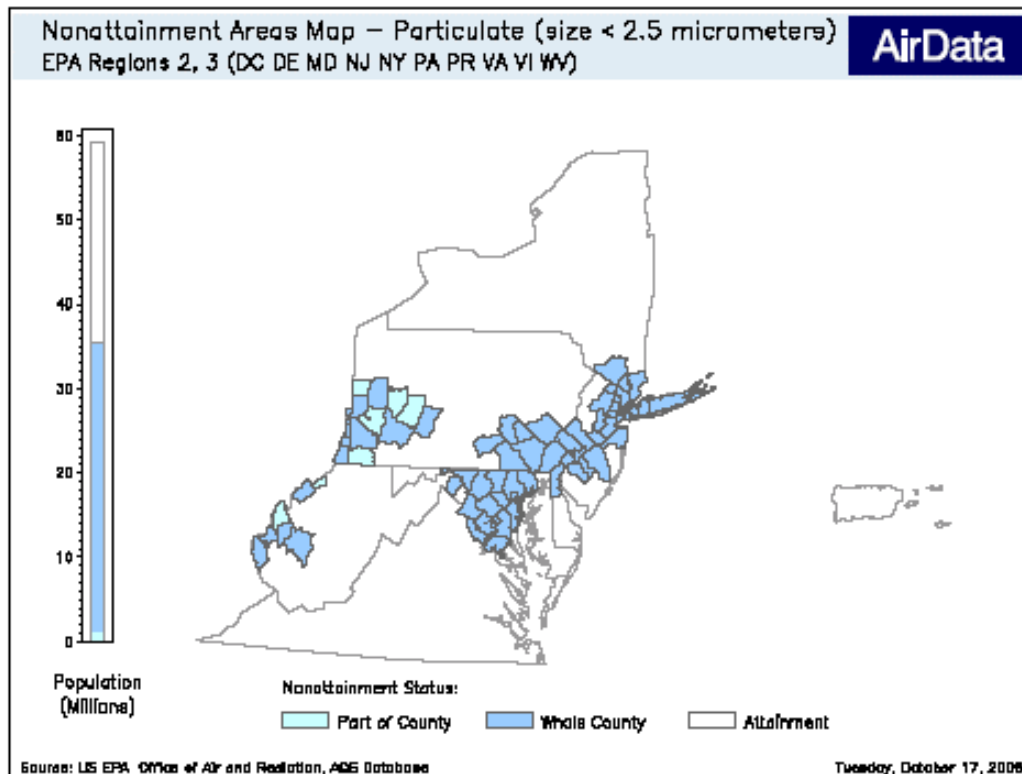 Nonattainment Areas Map – Particulate (size < 2.5 micrometers)
EPA Regions 2, 3 (DC DE MD NJ NY PA PR VA VI WV)
AirData
60
50
40
30
20
10
0
Population
(Millions)
Nonattainment Status:
Part of County
Whole County
Attainment
Source: US EPA Office of Air and Radiation, AQS Database
Tuesday, October 17, 2006